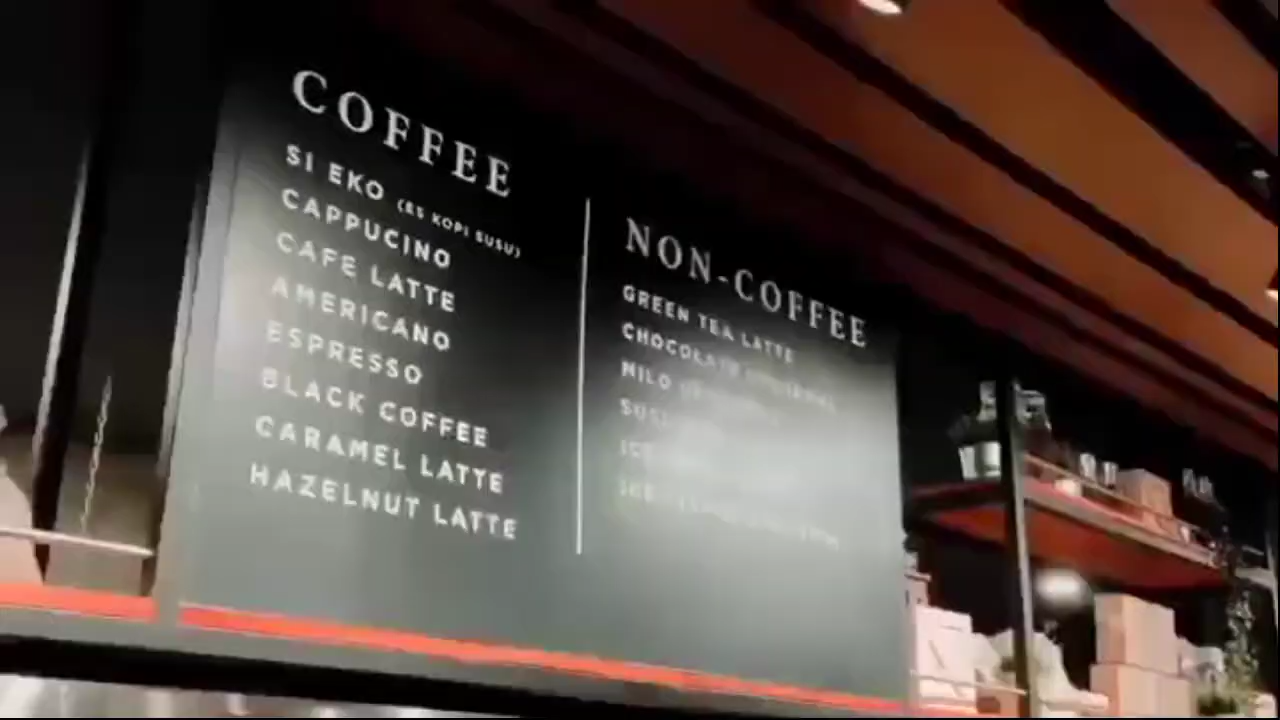 COFFEE
SI EKO (ES KOPI SUSU)
CAPPUCINO
CAFE LATTE
AMERICANO
ESPRESSO
BLACK COFFEE
CARAMEL LATTE
HAZELNUT LATTE
NON-COFFEE
GREEN TEA LATTE
CHOCOLATE
MILO